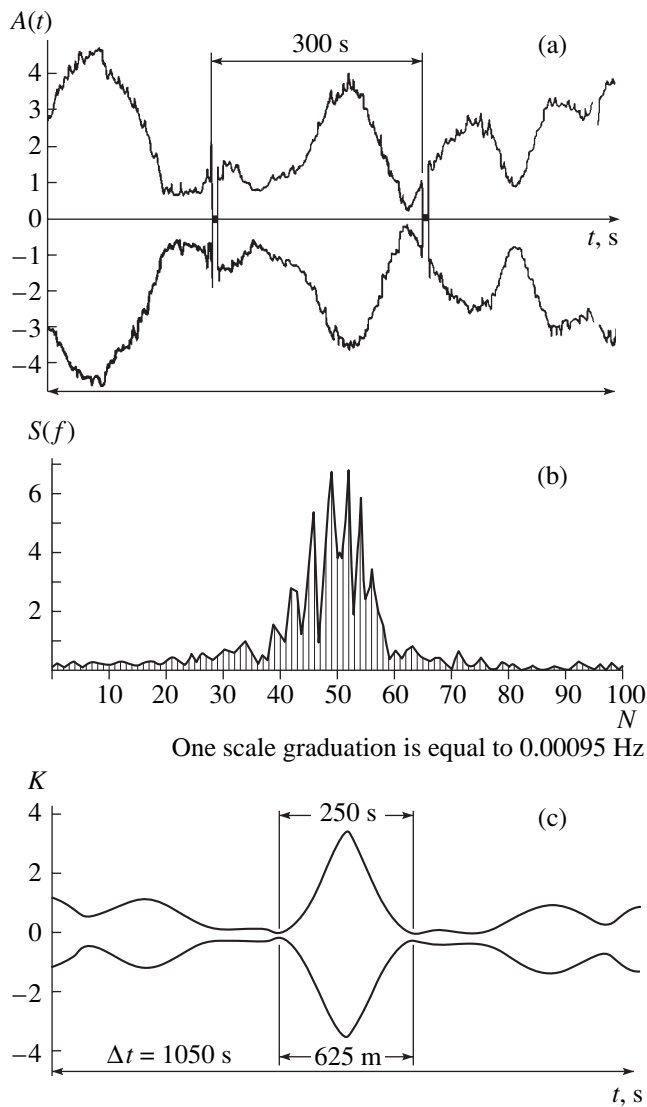 A(t)
300 s
(a)
4
3
2
1
0
t, s
−1
−2
−3
−4
S(f)
(b)
6
4
2
10 20 30 40 50 60 70 80 90 100
N
One scale graduation is equal to 0.00095 Hz
K
4
250 s
(c)
2
0
−2
−4
Δt = 1050 s
625 m
t, s